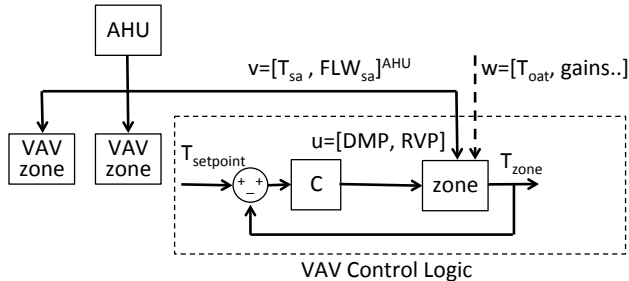 AHU
v=[T_sa , FLW_sa]^AHU
w=[T_oat, gains..]
VAV zone
VAV zone
T_setpoint
+ + −
u=[DMP, RVP]
C
zone
T_zone
VAV Control Logic